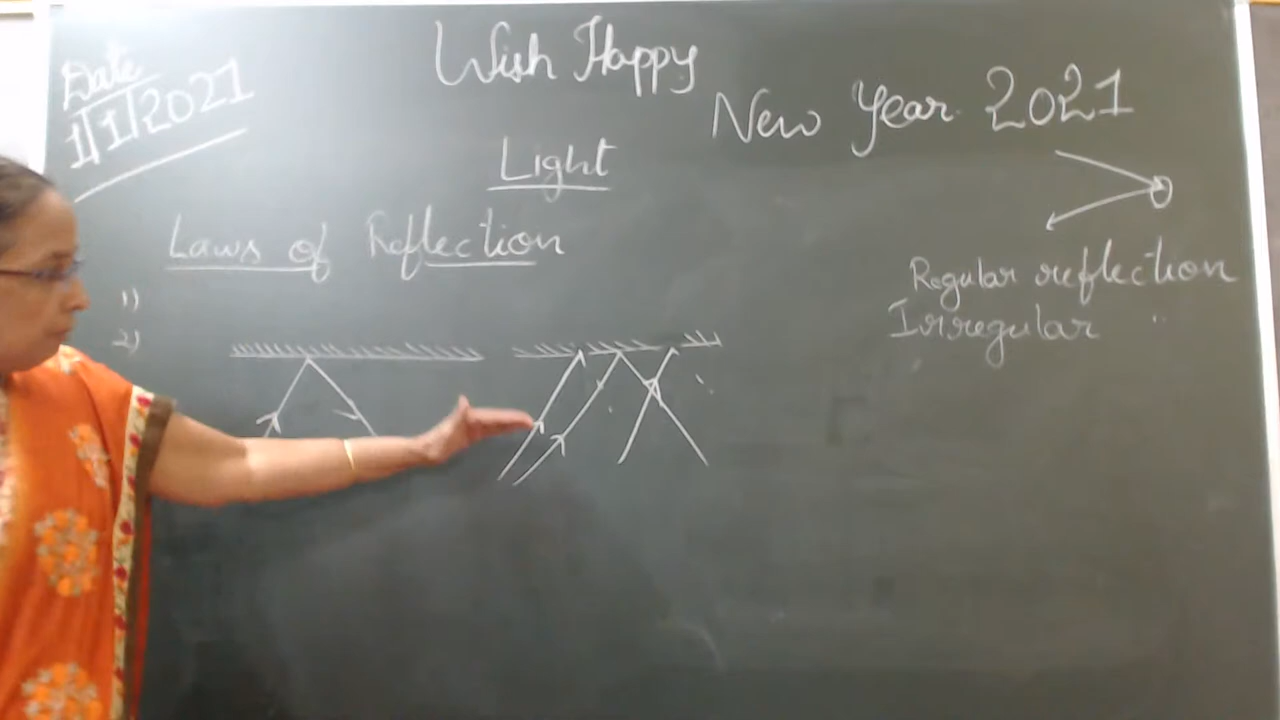 Date
1/1/2021
Wish Happy
New Year 2021
Light
Laws of Reflection
1)
2)
Regular reflection
Irregular "